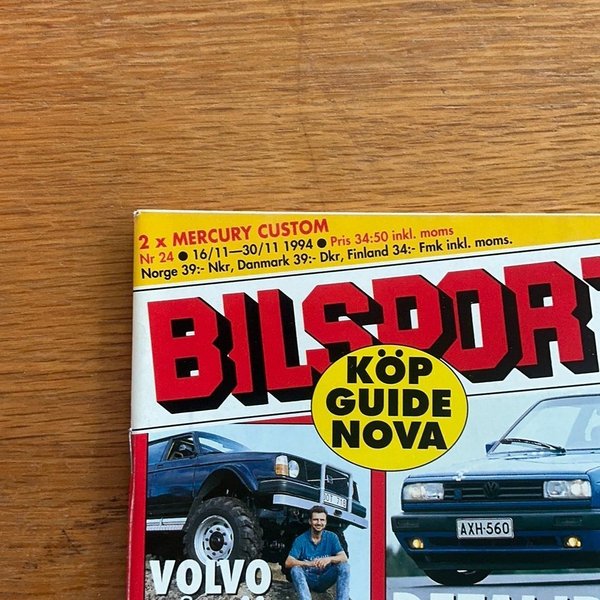 2 x MERCURY CUSTOM
Nr 24 ● 16/11—30/11 1994 ● Pris 34:50 inkl. moms
Norge 39:- Nkr, Danmark 39:- Dkr, Finland 34:- Fmk inkl. moms.
BILSPORT
KÖP
GUIDE
NOVA
AXH-560
VOLVO